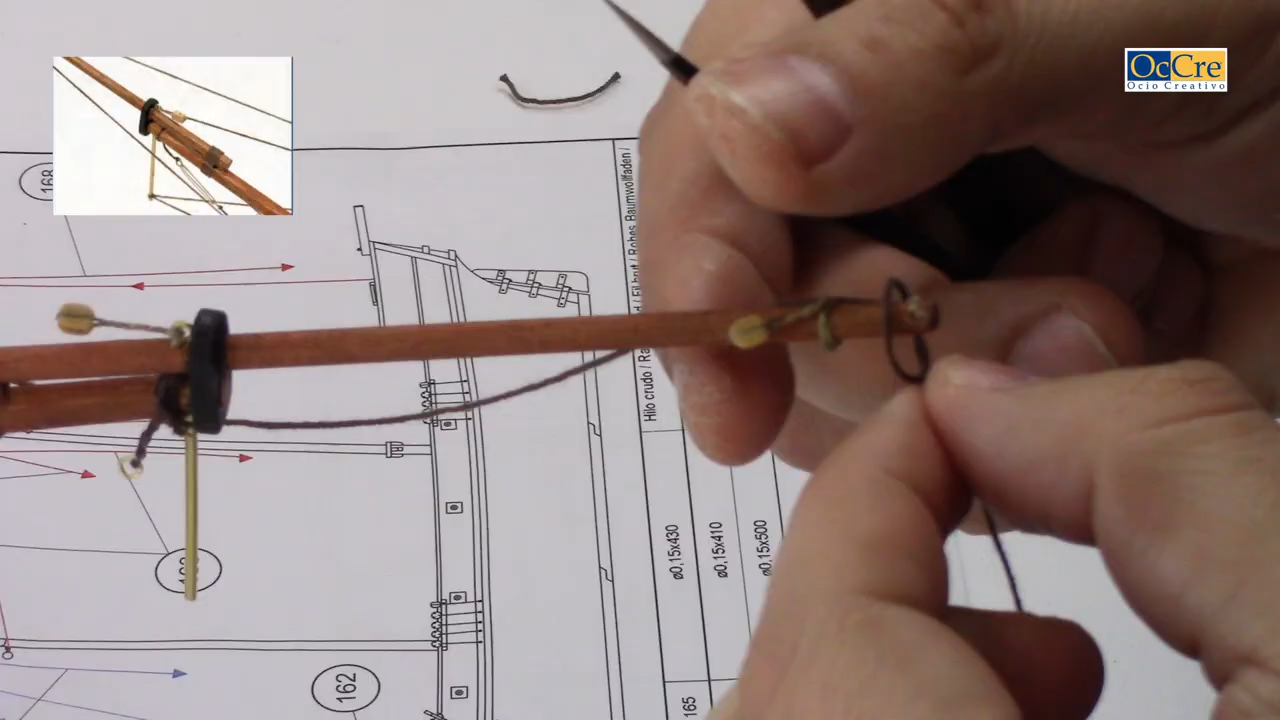 OcCre
Ocio Creativo
168
Hilo crudo / Ra
d / Fil brut / Rohes Baumwollfaden /
ø0,15x430
ø0,15x410
ø0,15x500
162
165